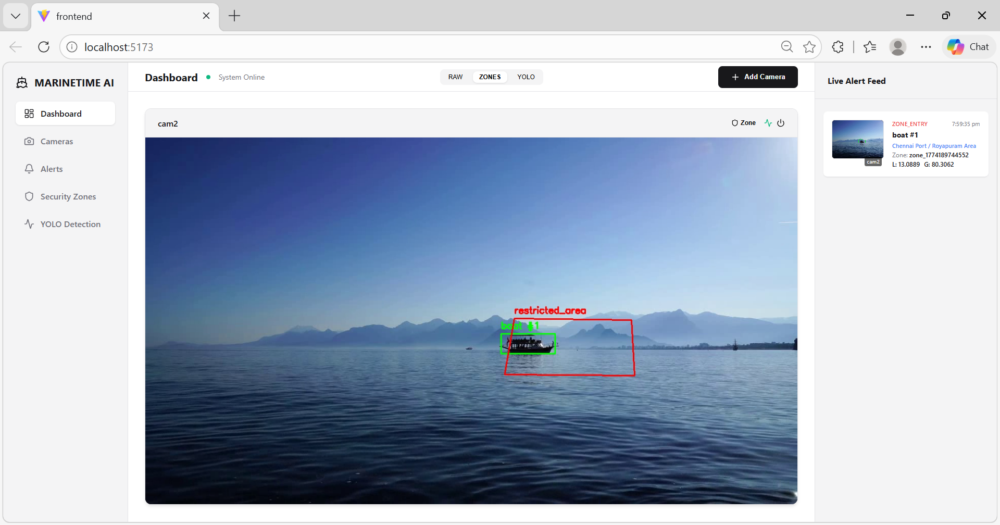 frontend
localhost:5173
Chat
MARINETIME AI
Dashboard
Cameras
Alerts
Security Zones
YOLO Detection
Dashboard
System Online
RAW
ZONES
YOLO
Add Camera
cam2
Zone
restricted_area
boat #1
Live Alert Feed
ZONE_ENTRY
7:59:35 pm
boat #1
Chennai Port / Royapuram Area
Zone: zone_1774189744552
L: 13.0889 G: 80.3062
cam2